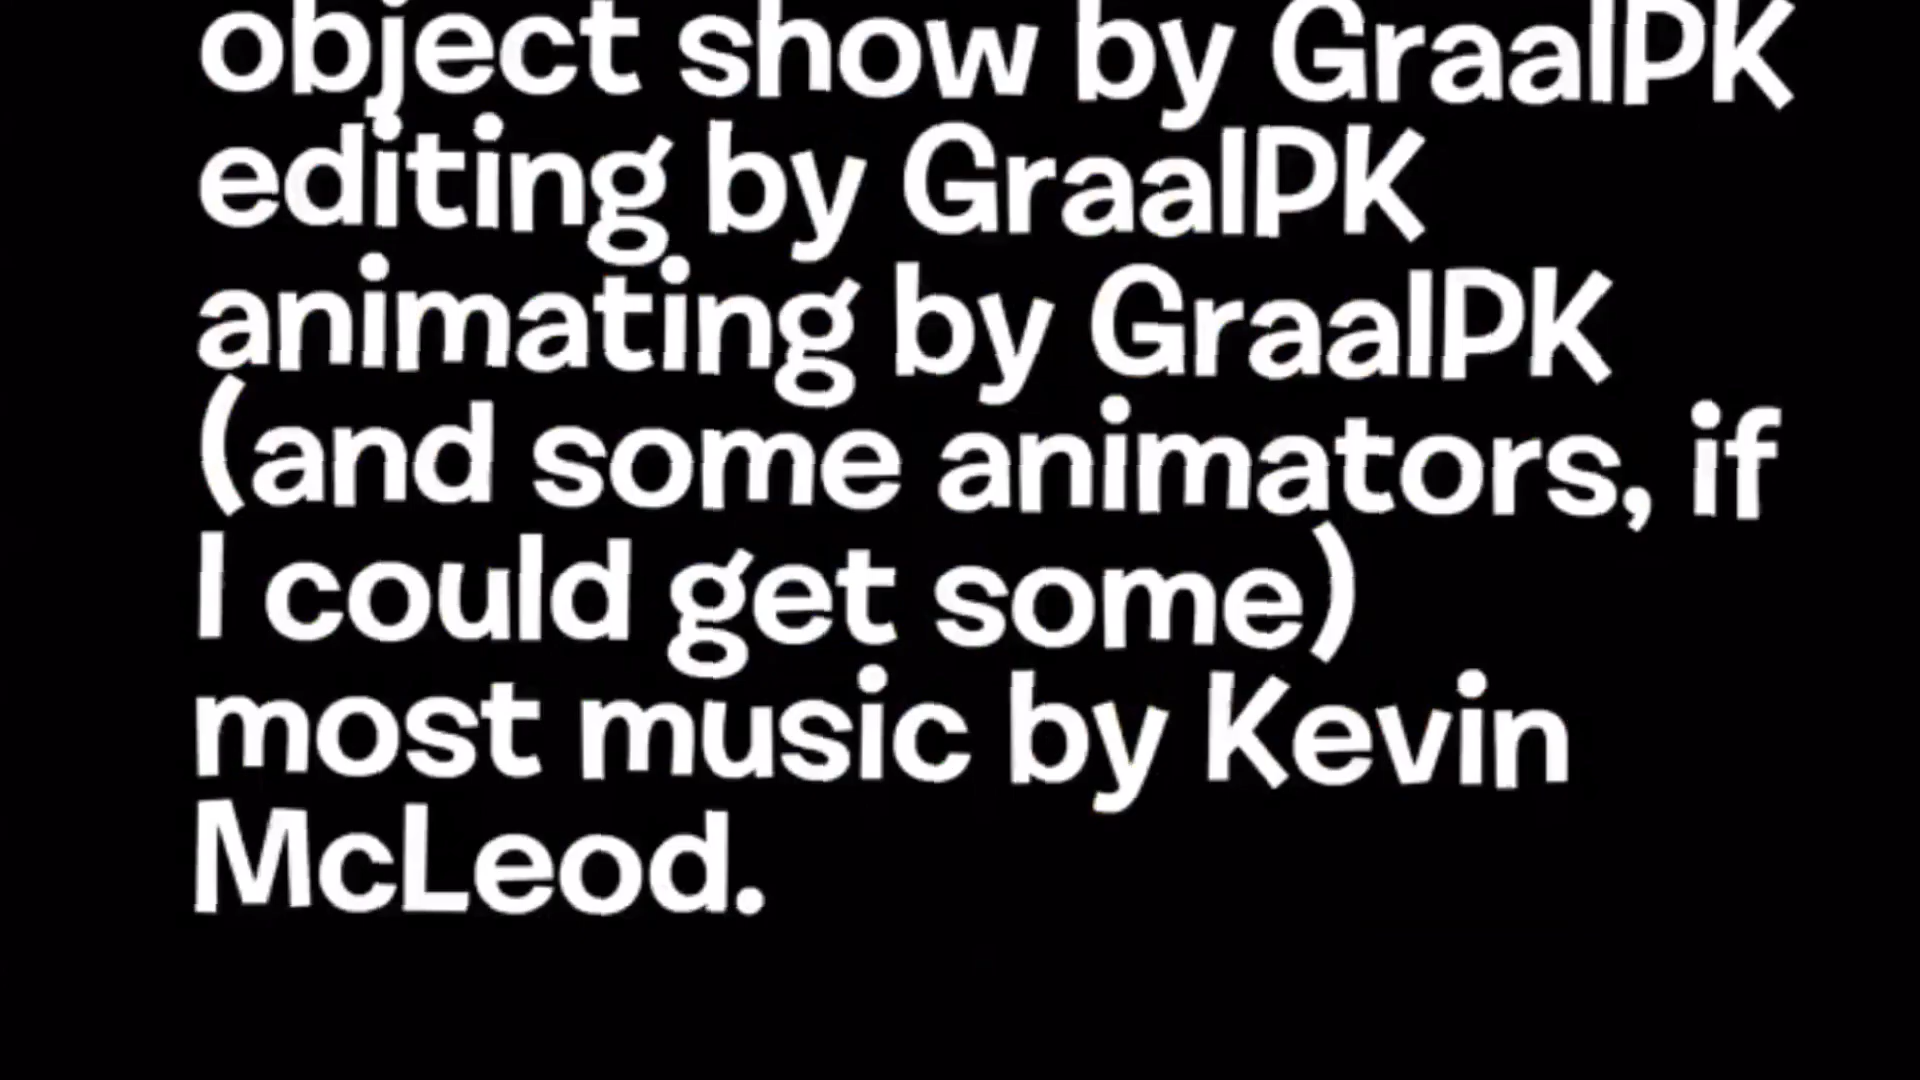 object show by GraalPK
editing by GraalPK
animating by GraalPK
(and some animators, if
I could get some)
most music by Kevin
McLeod.